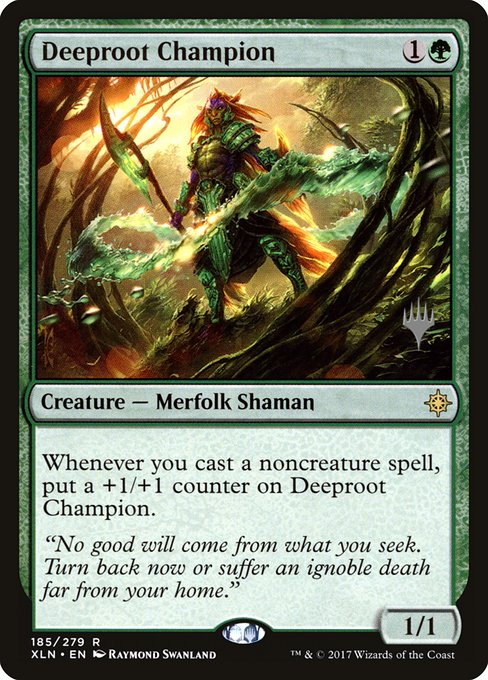 Deeproot Champion 1
Creature — Merfolk Shaman
Whenever you cast a noncreature spell,
put a +1/+1 counter on Deeproot
Champion.
“No good will come from what you seek.
Turn back now or suffer an ignoble death
far from your home.”
1/1
185/279 R
XLN • EN Raymond Swanland ™ & © 2017 Wizards of the Coast